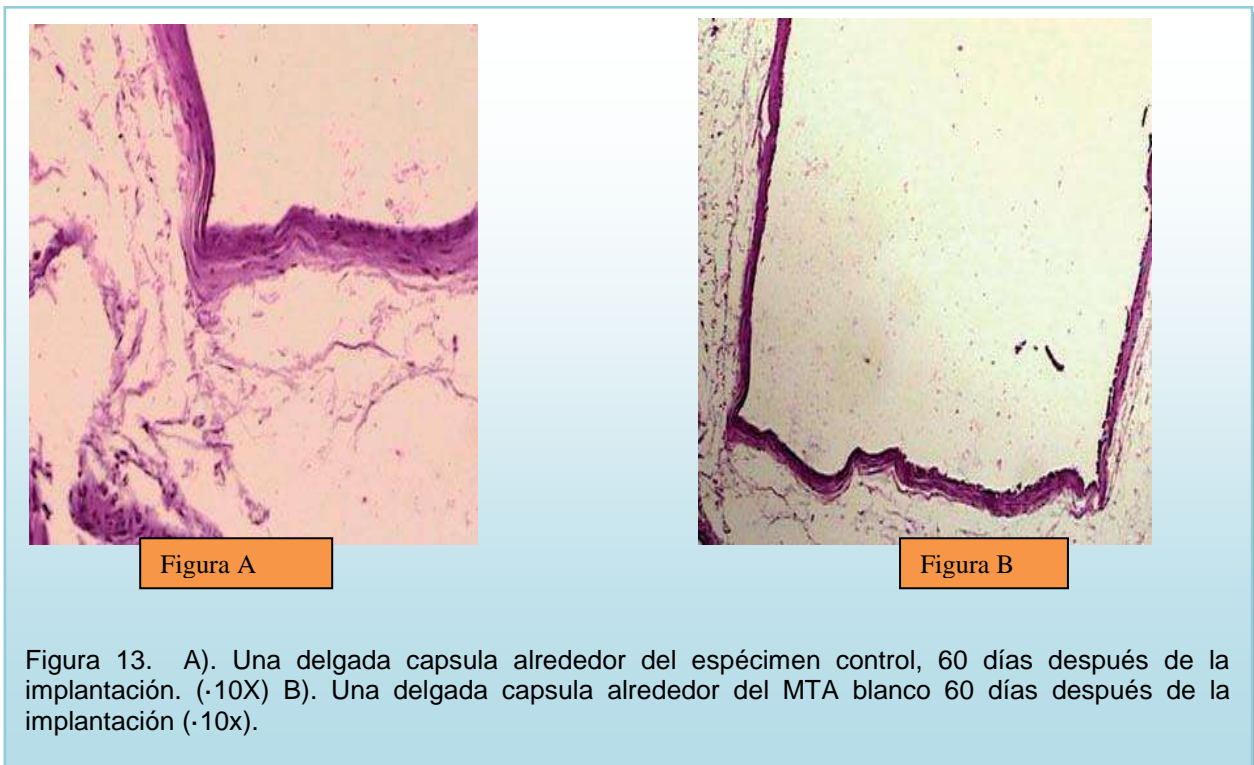 Figura A
Figura B
Figura 13. A). Una delgada capsula alrededor del espécimen control, 60 días después de la
implantación. (·10X) B). Una delgada capsula alrededor del MTA blanco 60 días después de la
implantación (·10x).